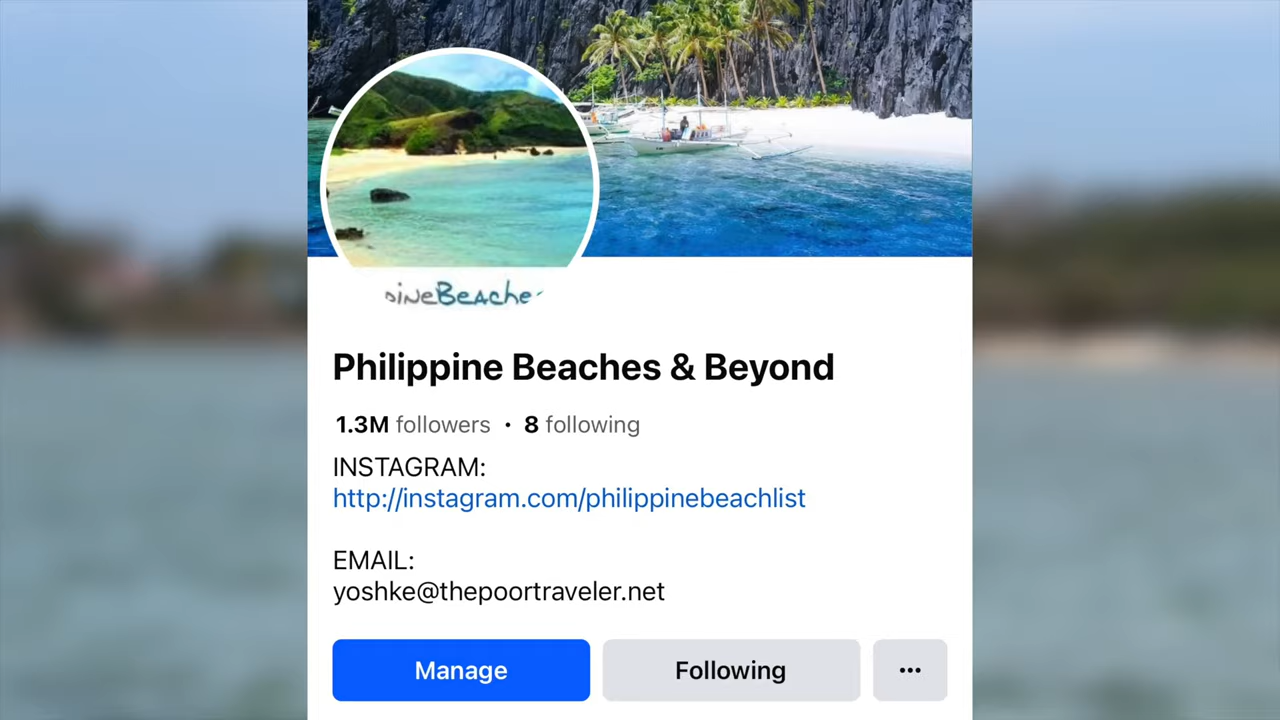 pineBeache
Philippine Beaches & Beyond
1.3M followers · 8 following
INSTAGRAM:
http://instagram.com/philippinebeachlist
EMAIL:
yoshke@thepoortraveler.net
Manage
Following